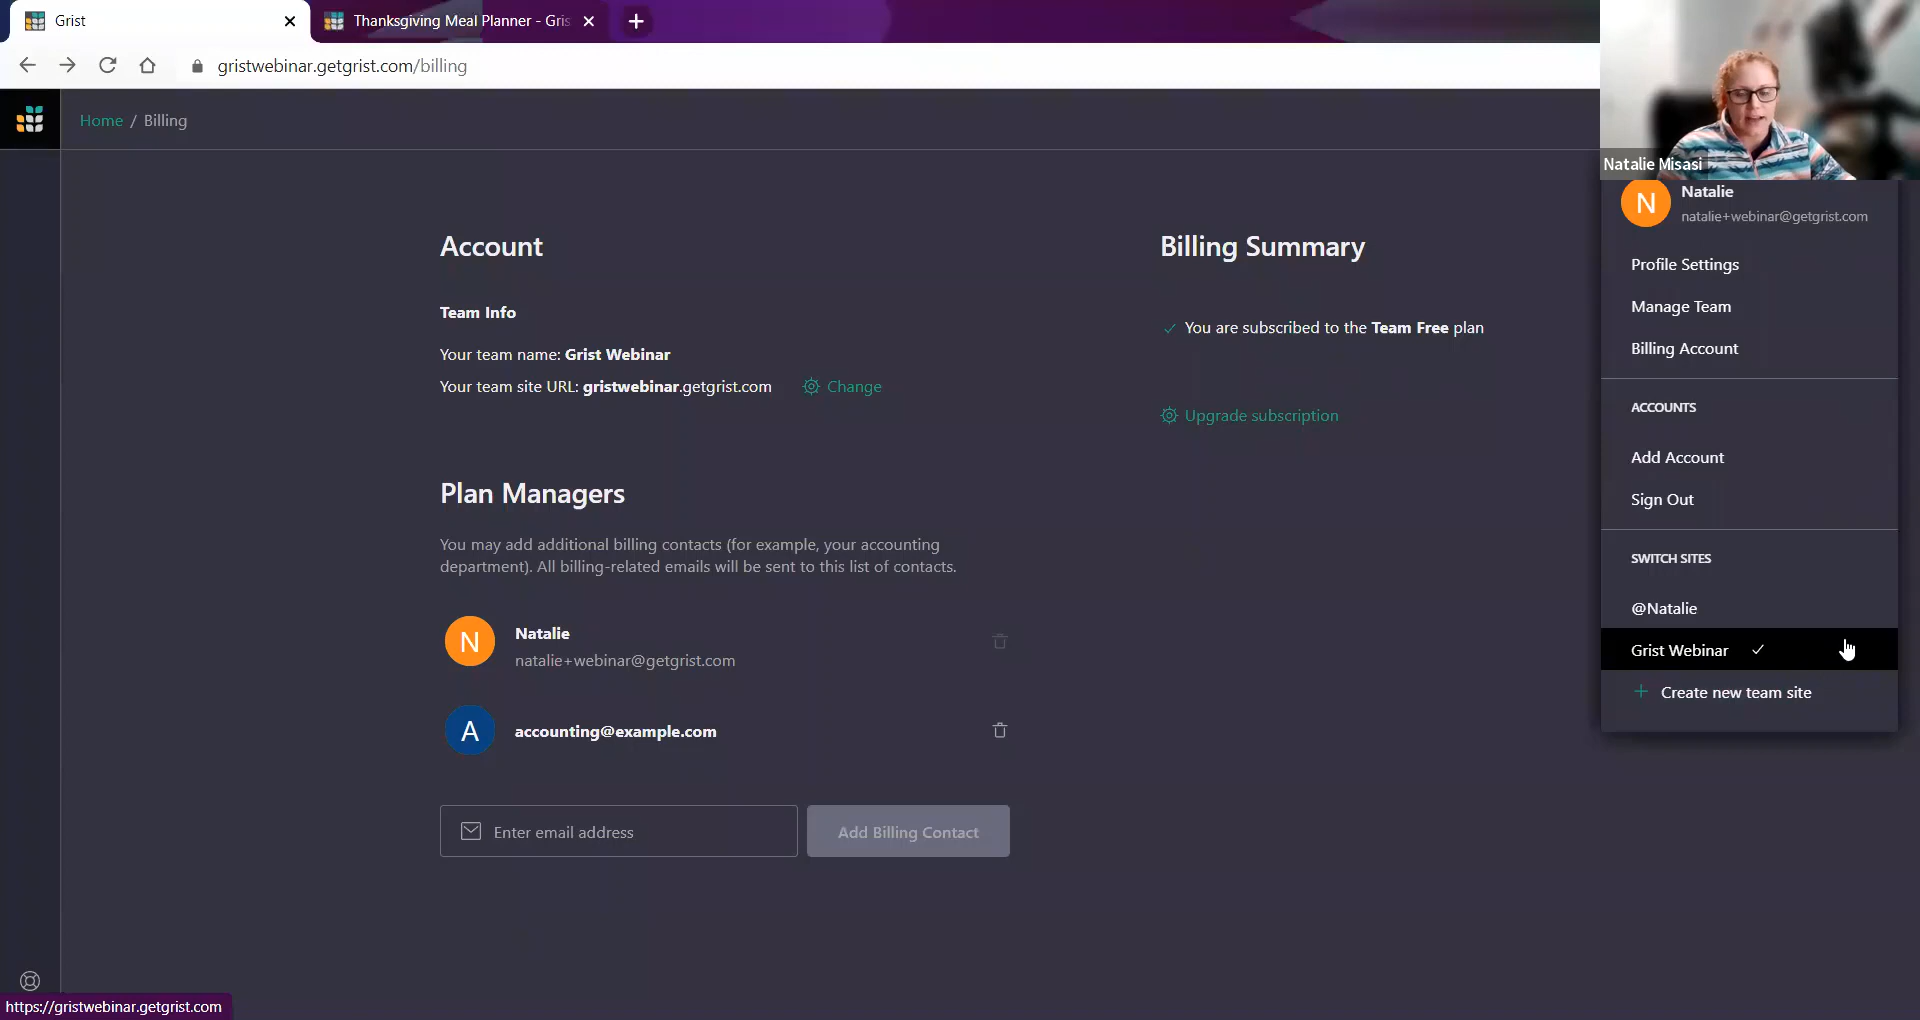 Grist
Thanksgiving Meal Planner - Gris
gristwebinar.getgrist.com/billing
Natalie Misasi
Home / Billing
Account
Team Info
Your team name: Grist Webinar
Your team site URL: gristwebinar.getgrist.com
Change
Plan Managers
You may add additional billing contacts (for example, your accounting
department). All billing-related emails will be sent to this list of contacts.
N
Natalie
natalie+webinar@getgrist.com
A
accounting@example.com
Enter email address
Add Billing Contact
Billing Summary
You are subscribed to the Team Free plan
Upgrade subscription
N
Natalie
natalie+webinar@getgrist.com
Profile Settings
Manage Team
Billing Account
ACCOUNTS
Add Account
Sign Out
SWITCH SITES
@Natalie
Grist Webinar
Create new team site
https://gristwebinar.getgrist.com